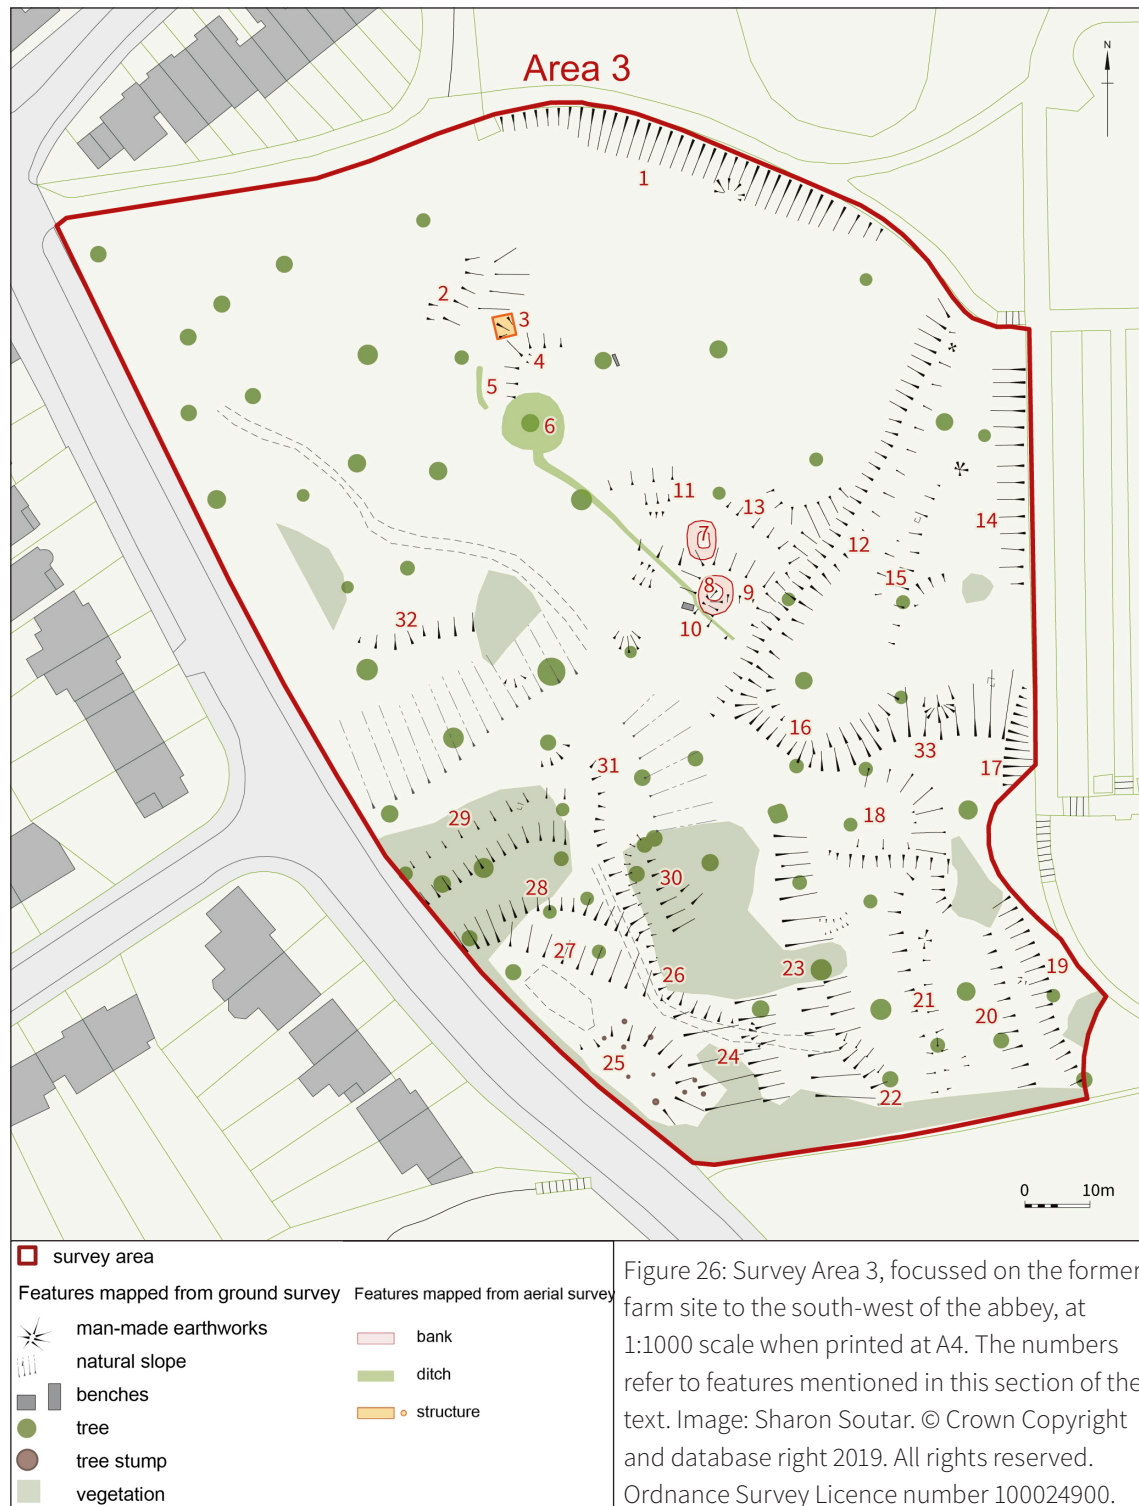 Area 3
N
1
2
3
4
5
6
11
13
7
12
14
8
9
15
10
32
16
33
17
31
18
29
30
28
27
26
23
19
21
20
25
24
22
0 10m
survey area
Features mapped from ground survey
man-made earthworks
natural slope
benches
tree
tree stump
vegetation
Features mapped from aerial survey
bank
ditch
structure
Figure 26: Survey Area 3, focussed on the former
farm site to the south-west of the abbey, at
1:1000 scale when printed at A4. The numbers
refer to features mentioned in this section of the
text. Image: Sharon Soutar. © Crown Copyright
and database right 2019. All rights reserved.
Ordnance Survey Licence number 100024900.